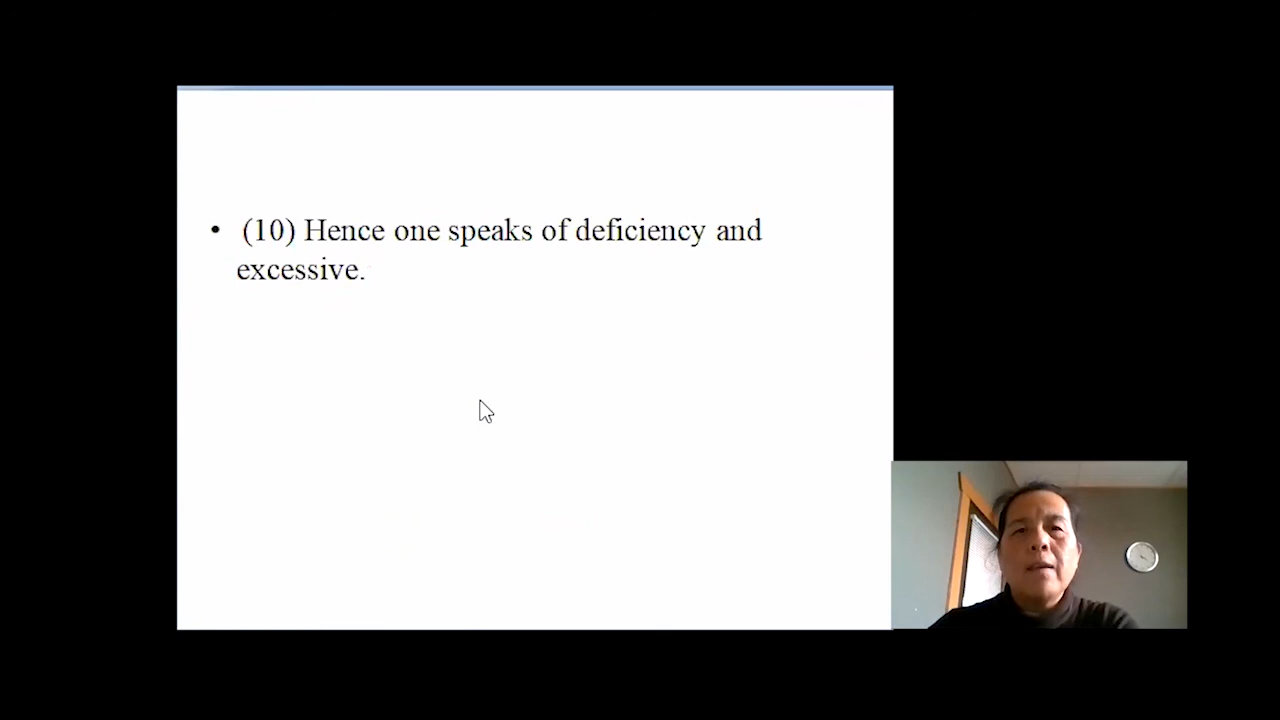 • (10) Hence one speaks of deficiency and
excessive.